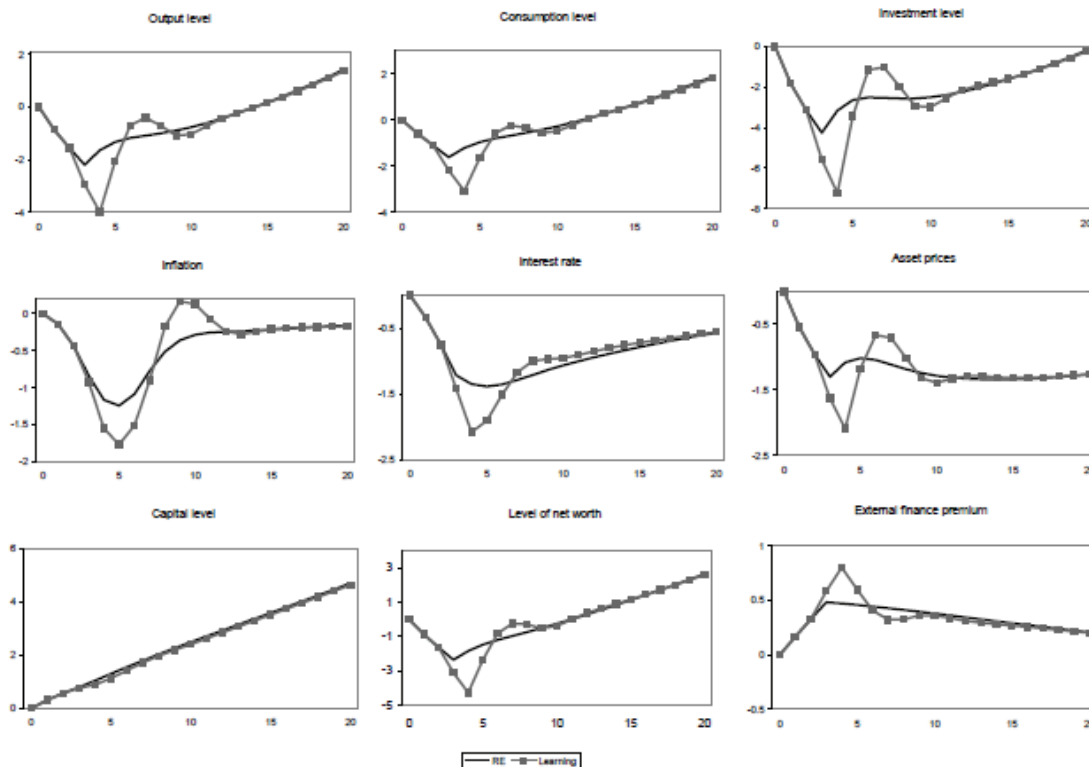 Output level
Consumption level
Investment level
2
0
-2
-4
0 5 10 15 20
2
0
-2
-4
0 5 10 15 20
0
-2
-4
-6
-8
0 5 10 15 20
Inflation
Interest rate
Asset prices
0
-0.5
-1
-1.5
-2
0 5 10 15 20
-0.5
-1.5
-2.5
0 5 10 15 20
-0.5
-1.5
-2.5
0 5 10 15 20
Capital level
Level of net worth
External finance premium
6
4
2
0
0 5 10 15 20
3
1
-1
-3
-5
0 5 10 15 20
1
0.5
0
-0.5
0 5 10 15 20
RE Learning